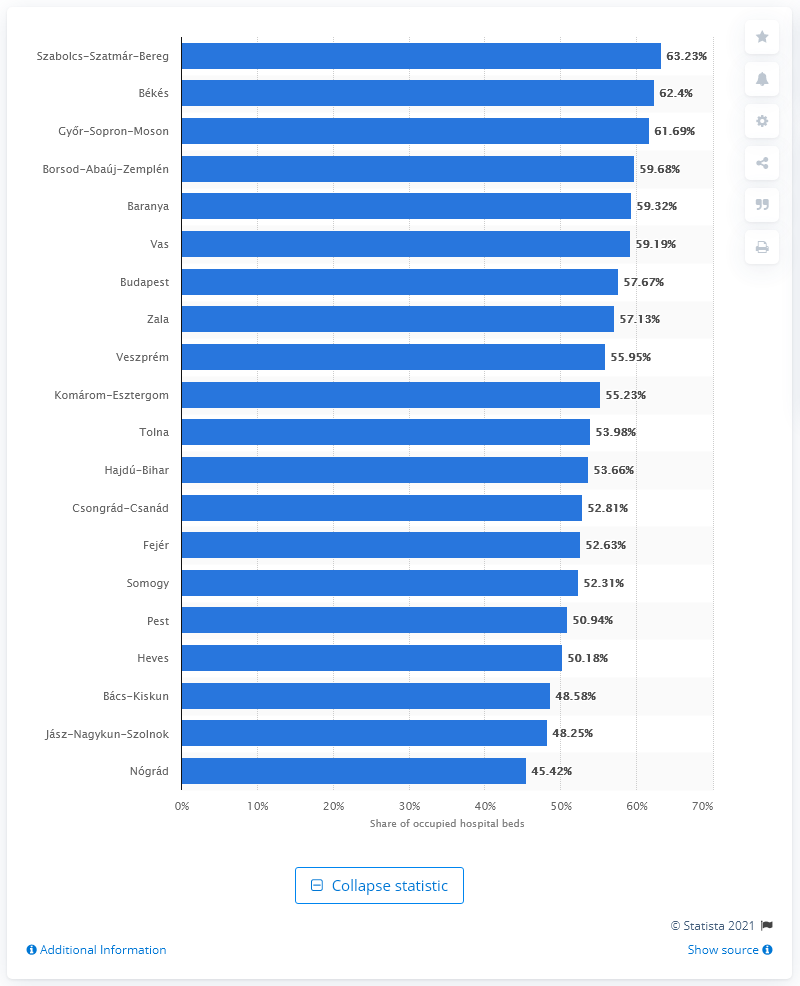 Szabolcs-Szatmár-Bereg 63.23%
Békés 62.4%
Győr-Sopron-Moson 61.69%
Borsod-Abaúj-Zemplén 59.68%
Baranya 59.32%
Vas 59.19%
Budapest 57.67%
Zala 57.13%
Veszprém 55.95%
Komárom-Esztergom 55.23%
Tolna 53.98%
Hajdú-Bihar 53.66%
Csongrád-Csanád 52.81%
Fejér 52.63%
Somogy 52.31%
Pest 50.94%
Heves 50.18%
Bács-Kiskun 48.58%
Jász-Nagykun-Szolnok 48.25%
Nógrád 45.42%
0% 10% 20% 30% 40% 50% 60% 70%
Share of occupied hospital beds
Collapse statistic
© Statista 2021
Additional Information Show source